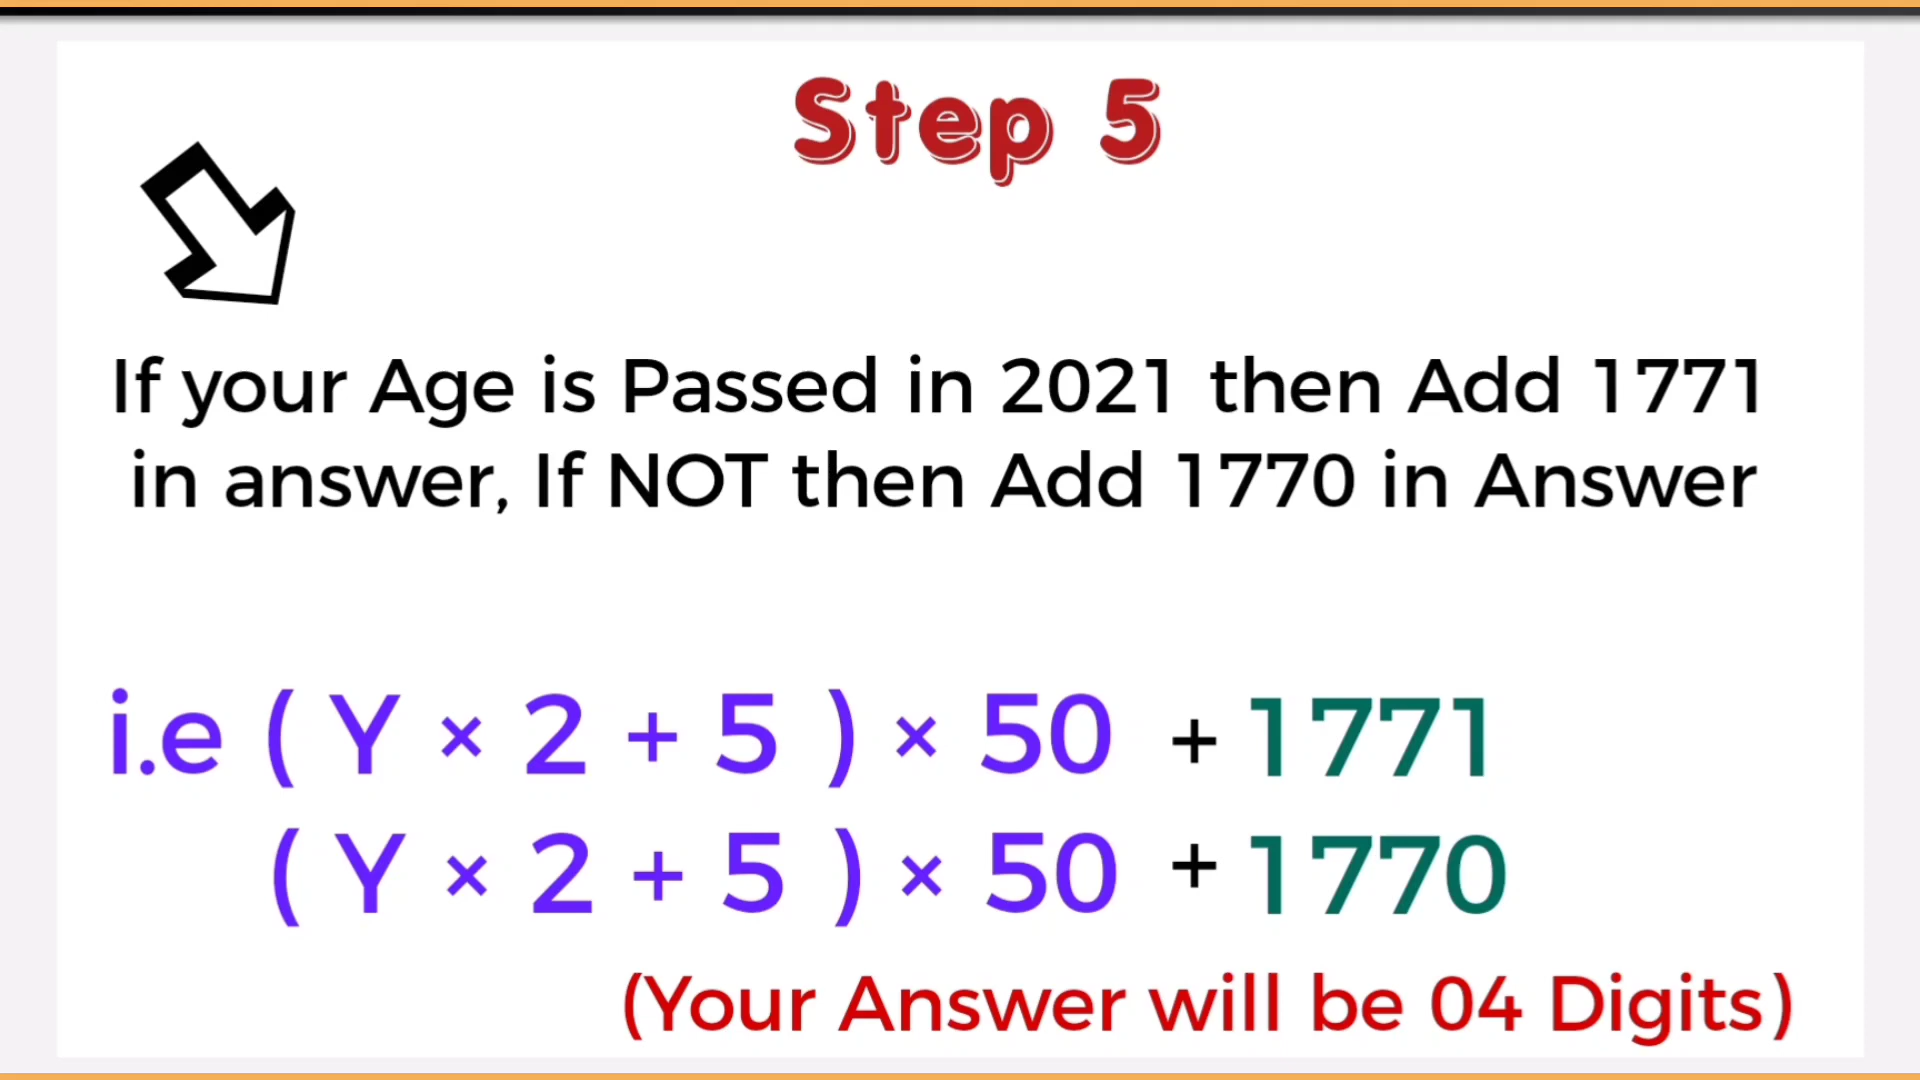 Step 5
If your Age is Passed in 2021 then Add 1771
in answer, If NOT then Add 1770 in Answer
i.e ( Y × 2 + 5 ) × 50 + 1771
( Y × 2 + 5 ) × 50 + 1770
(Your Answer will be 04 Digits)